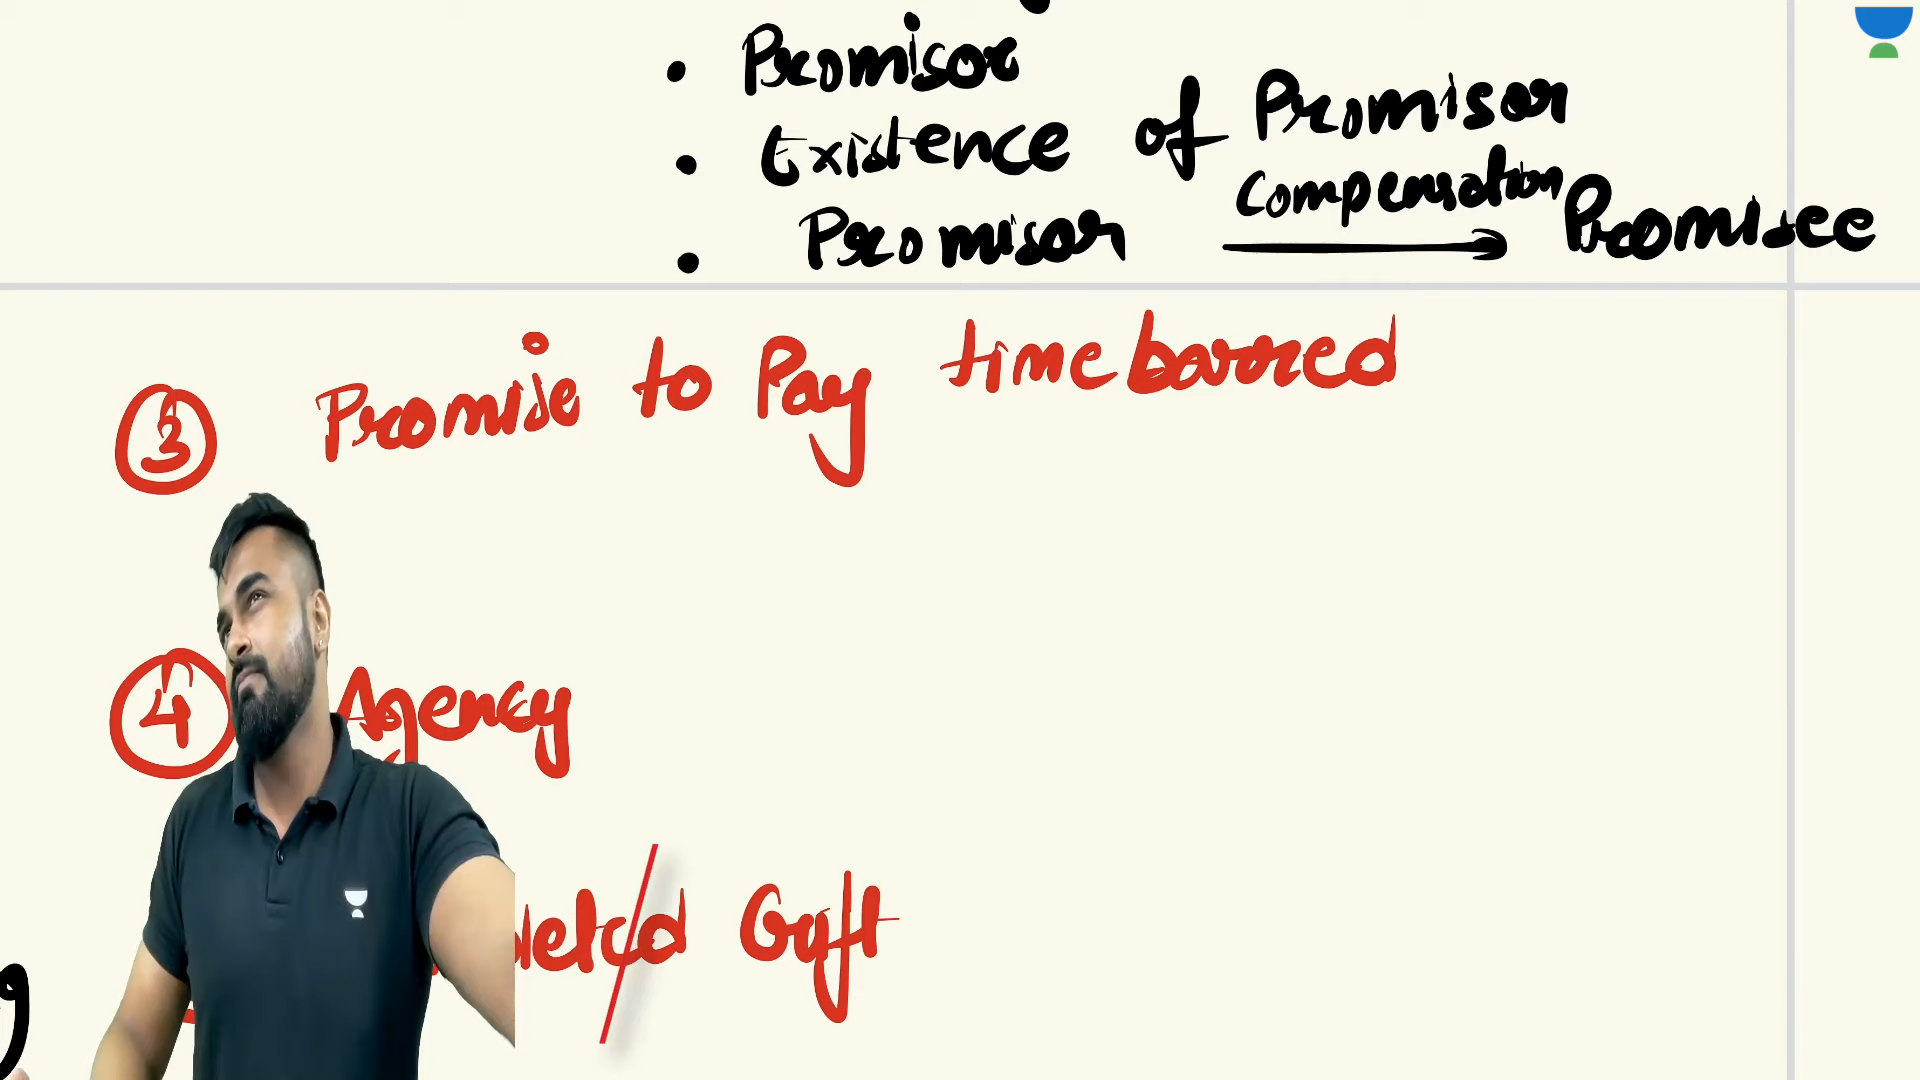 • Promisor
• Existence of Promisor
• Promisor compensation → Promisee
③ Promise to Pay time barred
④ Agency
Gift